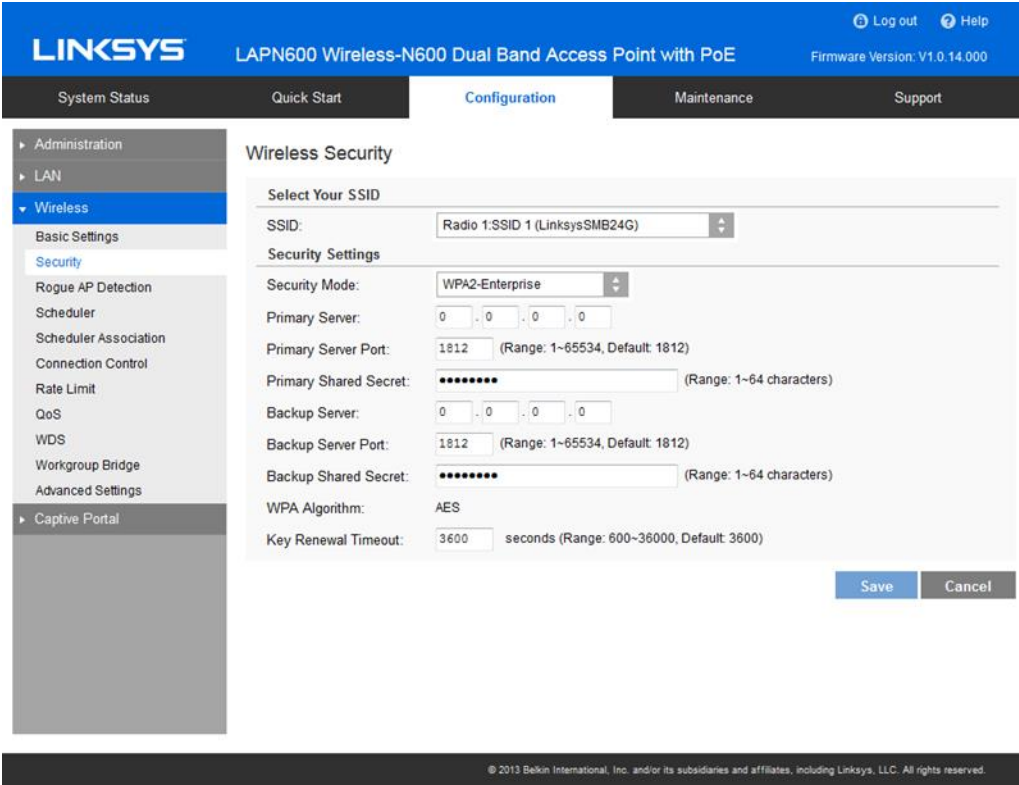 Log out Help
LINKSYS LAPN600 Wireless-N600 Dual Band Access Point with PoE Firmware Version: V1.0.14.000
System Status Quick Start Configuration Maintenance Support
Administration
LAN
Wireless
Basic Settings
Security
Rogue AP Detection
Scheduler
Scheduler Association
Connection Control
Rate Limit
QoS
WDS
Workgroup Bridge
Advanced Settings
Captive Portal
Wireless Security
Select Your SSID
SSID: Radio 1:SSID 1 (LinksysSMB24G)
Security Settings
Security Mode: WPA2-Enterprise
Primary Server: 0 . 0 . 0 . 0
Primary Server Port: 1812 (Range: 1~65534, Default: 1812)
Primary Shared Secret: ●●●●●●●● (Range: 1~64 characters)
Backup Server: 0 . 0 . 0 . 0
Backup Server Port: 1812 (Range: 1~65534, Default: 1812)
Backup Shared Secret: ●●●●●●●● (Range: 1~64 characters)
WPA Algorithm: AES
Key Renewal Timeout: 3600 seconds (Range: 600~36000, Default: 3600)
Save Cancel
© 2013 Belkin International, Inc. and/or its subsidiaries and affiliates, including Linksys, LLC. All rights reserved.